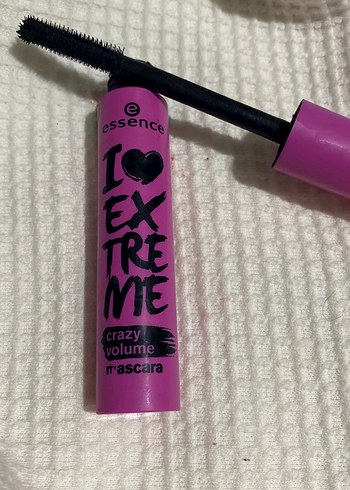 essence
I ♥
EX
TRE
ME
crazy
volume
mascara